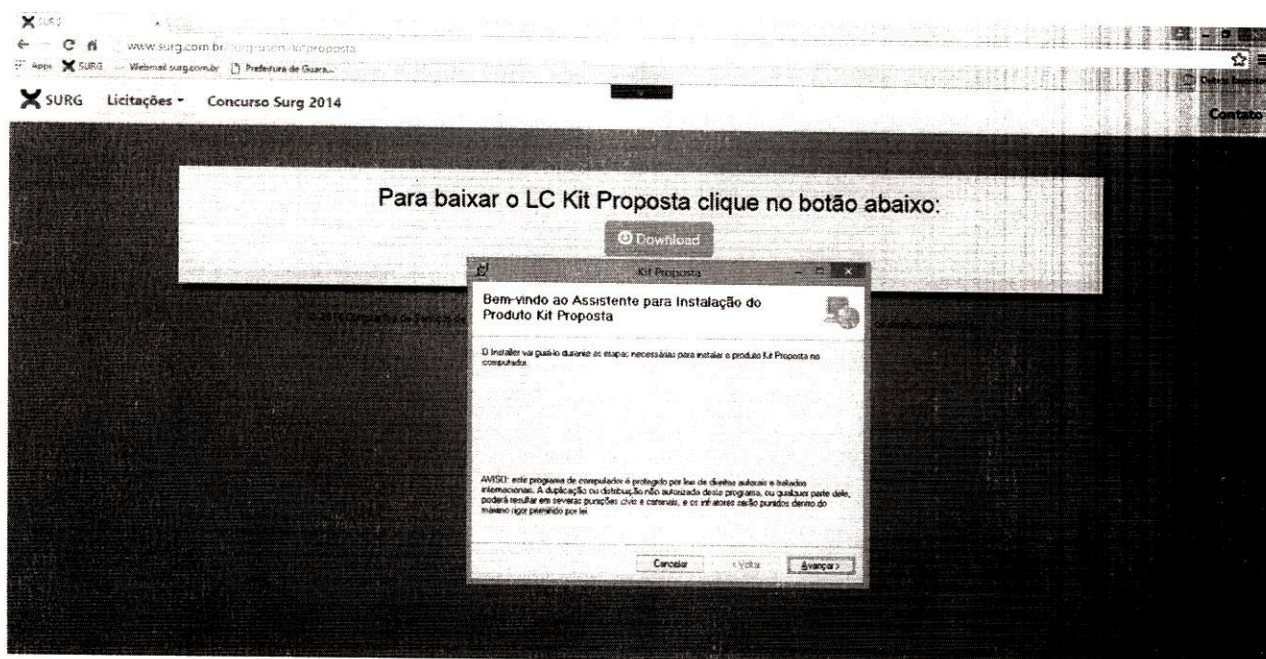 SURG
www.surg.com.br/surg/users/kitproposta
Apps SURG Webmail surg.com.br Prefeitura de Guara...
SURG Licitações Concurso Surg 2014
Contato
Para baixar o LC Kit Proposta clique no botão abaixo:
Download
Kit Proposta
Bem-vindo ao Assistente para Instalação do
Produto Kit Proposta
O Installer vai guiá-lo durante as etapas necessárias para instalar o produto Kit Proposta no
computador.
AVISO: este programa de computador é protegido por leis de direitos autorais e tratados
internacionais. A duplicação ou distribuição não autorizada deste programa, ou qualquer parte dele,
poderá resultar em severas punições civis e criminais, e os infratores serão punidos dentro do
máximo rigor permitido por lei.
Cancelar < Voltar Avançar >